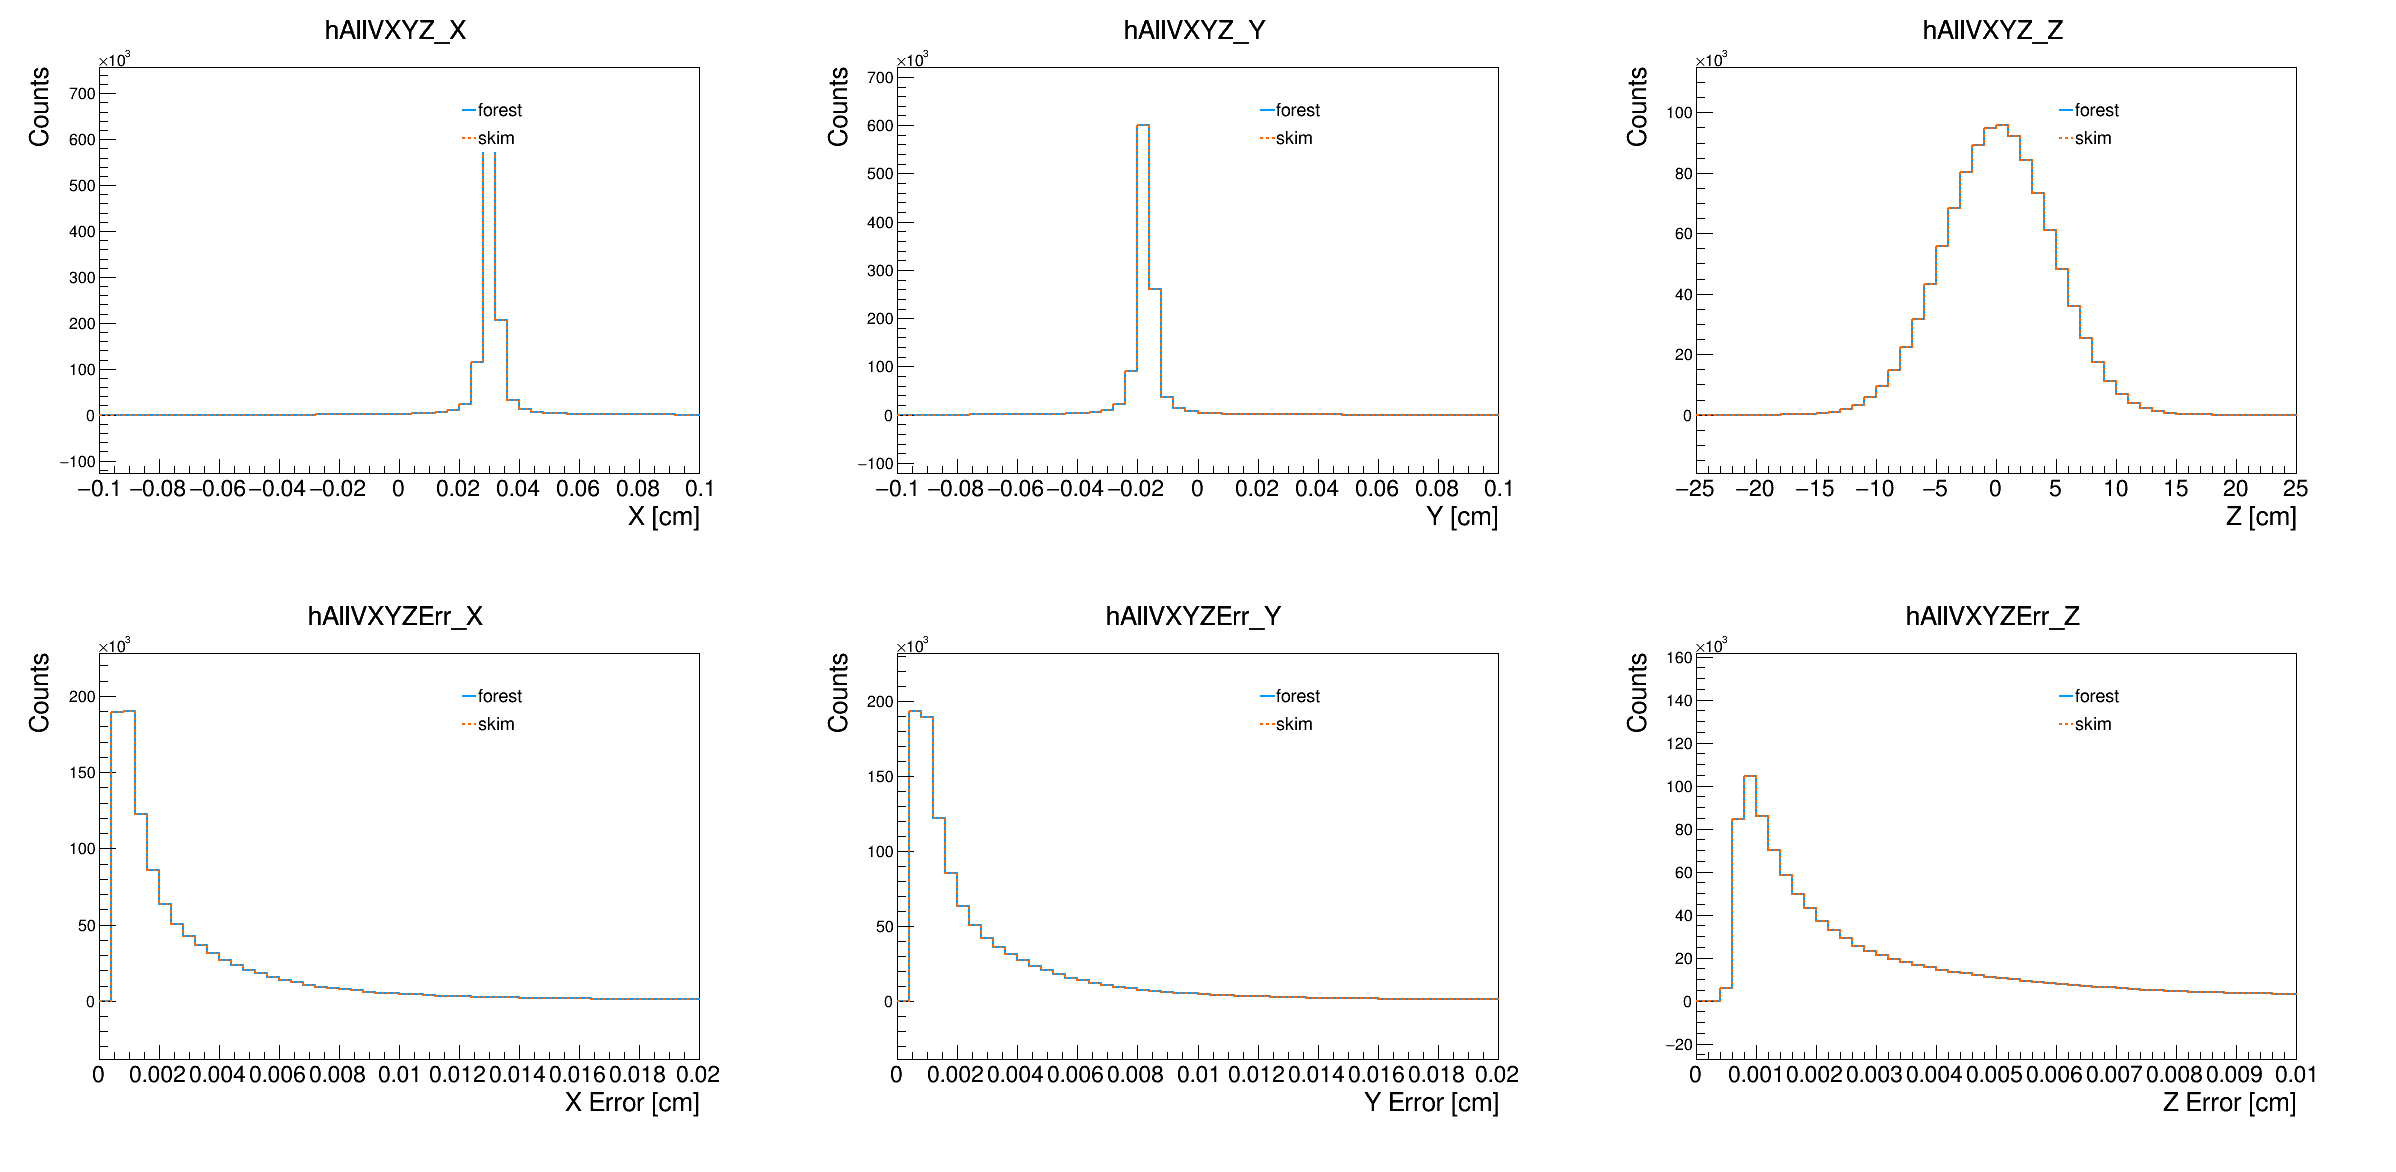 hAllVXYZ_X
×10³
Counts
700
600
500
400
300
200
100
0
−100
forest
skim
−0.1 −0.08 −0.06 −0.04 −0.02 0 0.02 0.04 0.06 0.08 0.1
X [cm]
hAllVXYZ_Y
×10³
Counts
700
600
500
400
300
200
100
0
−100
forest
skim
−0.1 −0.08 −0.06 −0.04 −0.02 0 0.02 0.04 0.06 0.08 0.1
Y [cm]
hAllVXYZ_Z
×10³
Counts
100
80
60
40
20
0
forest
skim
−25 −20 −15 −10 −5 0 5 10 15 20 25
Z [cm]
hAllVXYZErr_X
×10³
Counts
200
150
100
50
0
forest
skim
0 0.002 0.004 0.006 0.008 0.01 0.012 0.014 0.016 0.018 0.02
X Error [cm]
hAllVXYZErr_Y
×10³
Counts
200
150
100
50
0
forest
skim
0 0.002 0.004 0.006 0.008 0.01 0.012 0.014 0.016 0.018 0.02
Y Error [cm]
hAllVXYZErr_Z
×10³
Counts
160
140
120
100
80
60
40
20
0
−20
forest
skim
0 0.001 0.002 0.003 0.004 0.005 0.006 0.007 0.008 0.009 0.01
Z Error [cm]